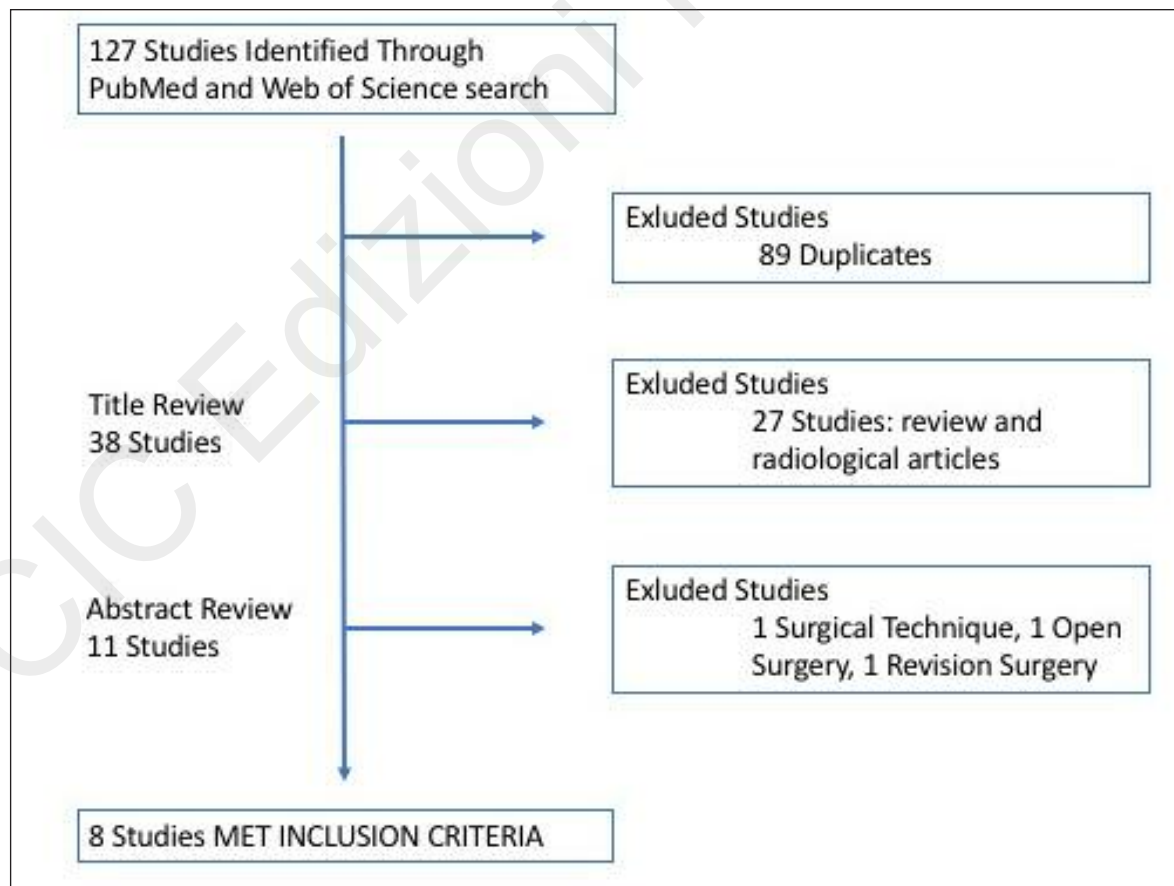 127 Studies Identified Through
PubMed and Web of Science search
Exluded Studies
89 Duplicates
Title Review
38 Studies
Exluded Studies
27 Studies: review and
radiological articles
Abstract Review
11 Studies
Exluded Studies
1 Surgical Technique, 1 Open
Surgery, 1 Revision Surgery
8 Studies MET INCLUSION CRITERIA
CIC Edizioni